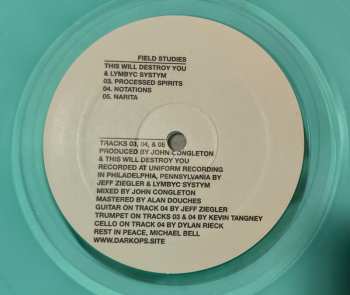 FIELD STUDIES
THIS WILL DESTROY YOU
& LYMBYC SYSTYM
03. PROCESSED SPIRITS
04. NOTATIONS
05. NARITA
TRACKS 03, 04, & 05
PRODUCED BY JOHN CONGLETON
& THIS WILL DESTROY YOU
RECORDED AT UNIFORM RECORDING
IN PHILADELPHIA, PENNSYLVANIA BY
JEFF ZIEGLER & LYMBYC SYSTYM
MIXED BY JOHN CONGLETON
MASTERED BY ALAN DOUCHES
GUITAR ON TRACK 04 BY JEFF ZIEGLER
TRUMPET ON TRACKS 03 & 04 BY KEVIN TANGNEY
CELLO ON TRACK 04 BY DYLAN RIECK
REST IN PEACE, MICHAEL BELL
WWW.DARKOPS.SITE